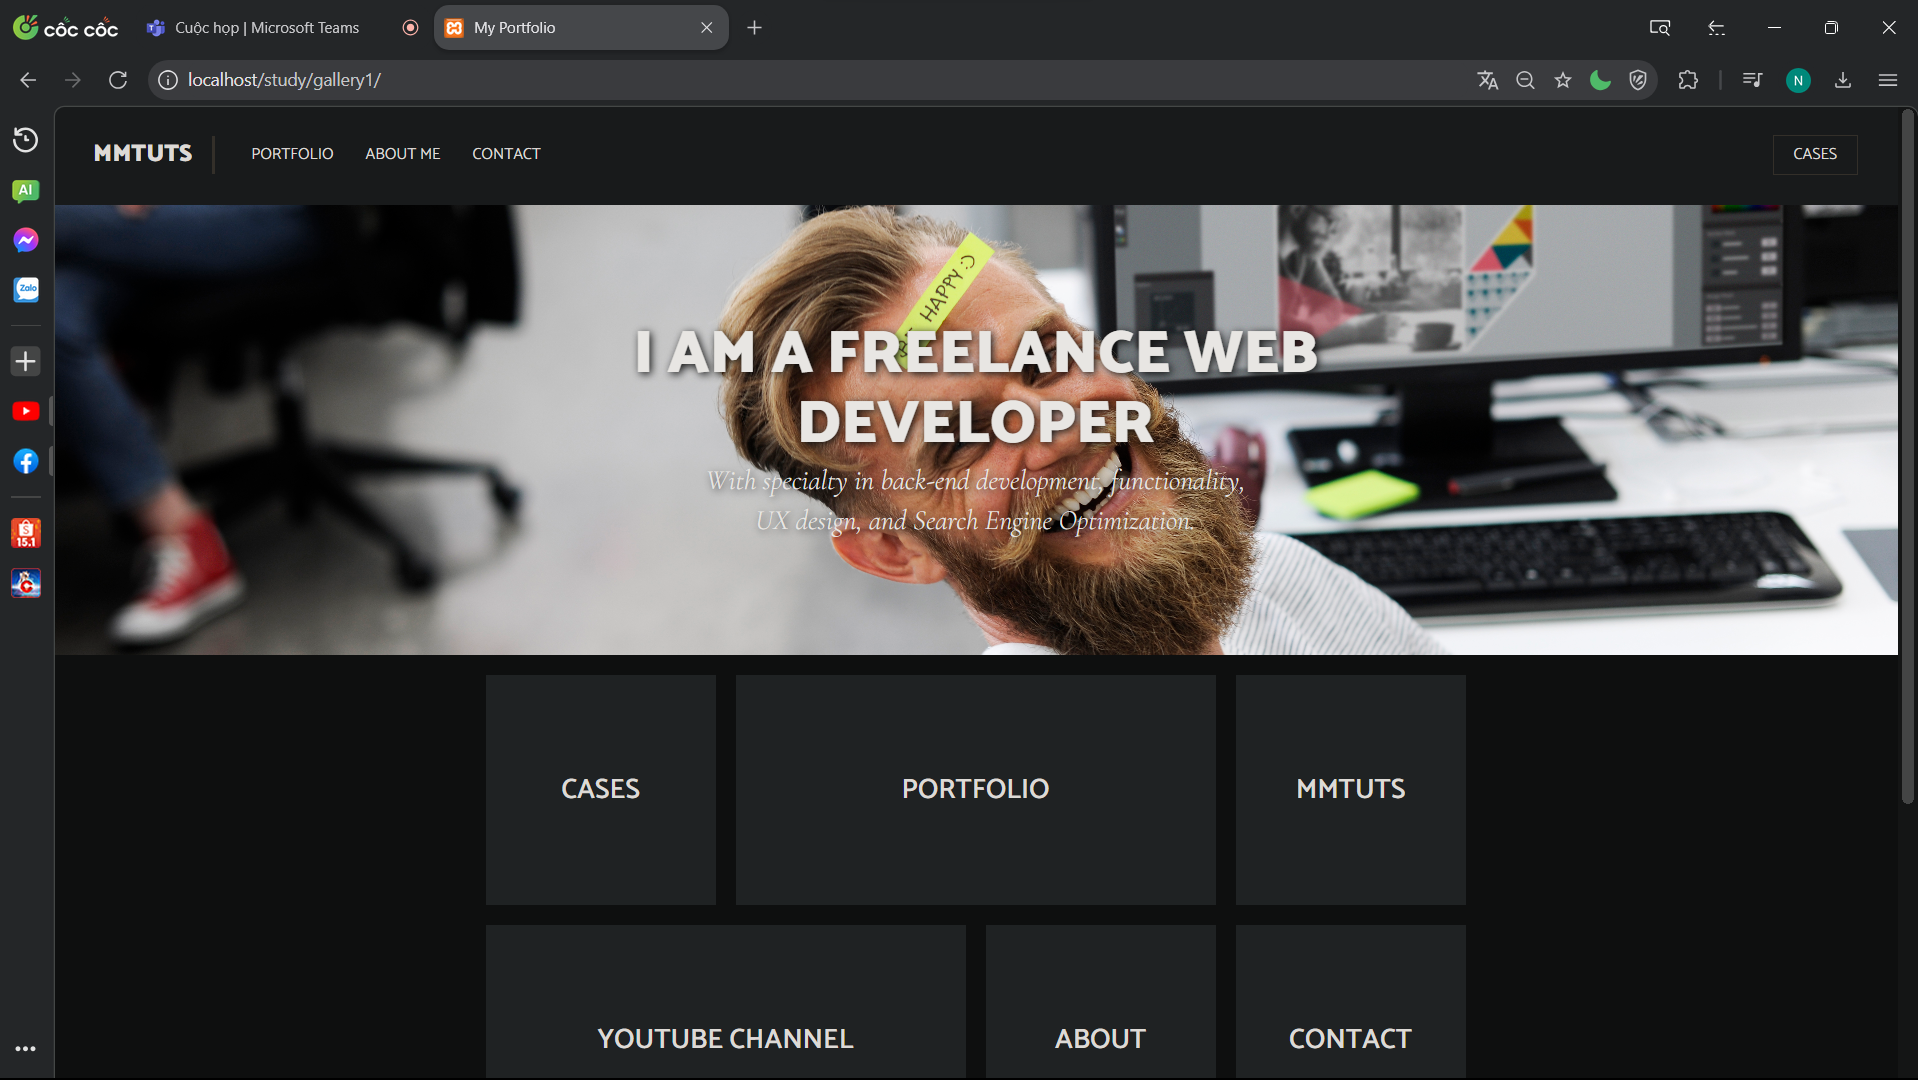 cốc cốc
Cuộc họp | Microsoft Teams
My Portfolio
localhost/study/gallery1/
N
AI
Zalo
15.1
MMTUTS
PORTFOLIO
ABOUT ME
CONTACT
CASES
HAPPY :)
I AM A FREELANCE WEB
DEVELOPER
With specialty in back-end development, functionality,
UX design, and Search Engine Optimization.
CASES
PORTFOLIO
MMTUTS
YOUTUBE CHANNEL
ABOUT
CONTACT